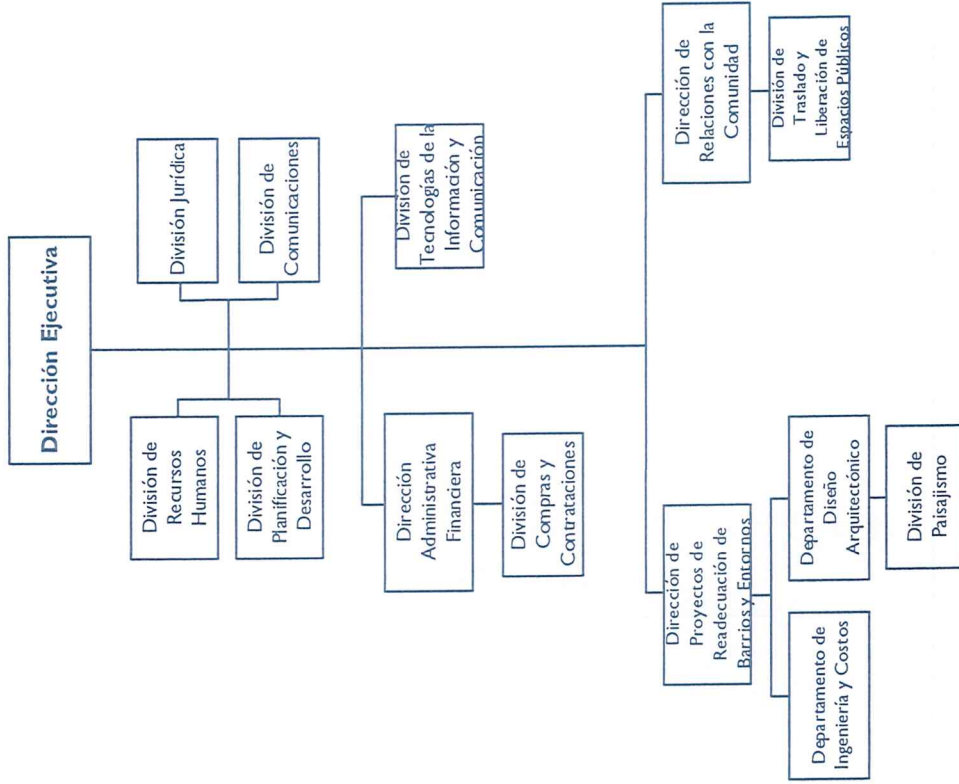 Dirección Ejecutiva
División de
Recursos
Humanos
División Jurídica
División de
Planificación y
Desarrollo
División de
Comunicaciones
Dirección
Administrativa
Financiera
División de
Tecnologías de la
Información y
Comunicación
División de
Compras y
Contrataciones
Dirección de
Proyectos de
Readecuación de
Barrios y Entornos
Dirección de
Relaciones con la
Comunidad
División de
Traslado y
Liberación de
Espacios Públicos
Departamento de
Ingeniería y Costos
Departamento de
Diseño
Arquitectónico
División de
Paisajismo